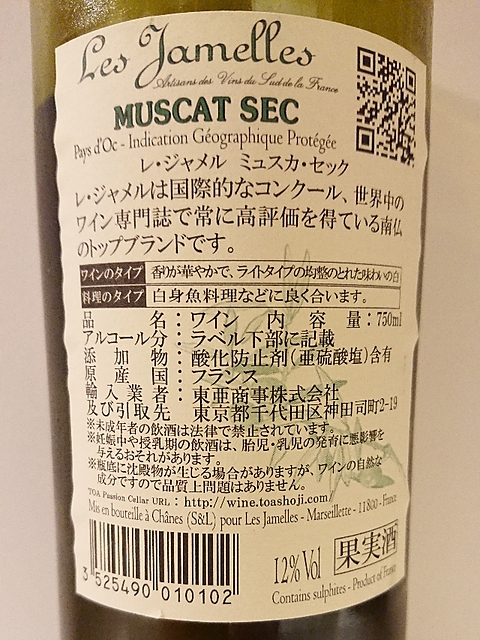 Les Jamelles
Artisans des Vins du Sud de la France
MUSCAT SEC
Pays d'Oc - Indication Géographique Protégée
レ・ジャメル ミュスカ・セック
レ・ジャメルは国際的なコンクール、世界中の
ワイン専門誌で常に高評価を得ている南仏
のトップブランドです。
ワインのタイプ 香りが華やかで、ライトタイプの均整のとれた味わいの白
料理のタイプ 白身魚料理などに良く合います。
品名：ワイン 内容量：750ml
アルコール分：ラベル下部に記載
添加物：酸化防止剤(亜硫酸塩)含有
原産国：フランス
輸入業者：東亜商事株式会社
及び引取先 東京都千代田区神田司町2-19
※未成年者の飲酒は法律で禁止されています。
※妊娠中や授乳期の飲酒は、胎児・乳児の発育に悪影響を
与えるおそれがあります。
※瓶底に沈殿物が生じる場合がありますが、ワインの自然な
成分ですので品質上問題はありません。
TOA Passion Cellar URL : http://wine.toashoji.com/
Mis en bouteille à Chânes (S&L) pour Les Jamelles - Marseillette - 11800 - France
3 525490 010102
12% Vol
果実酒
Contains sulphites - Product of France